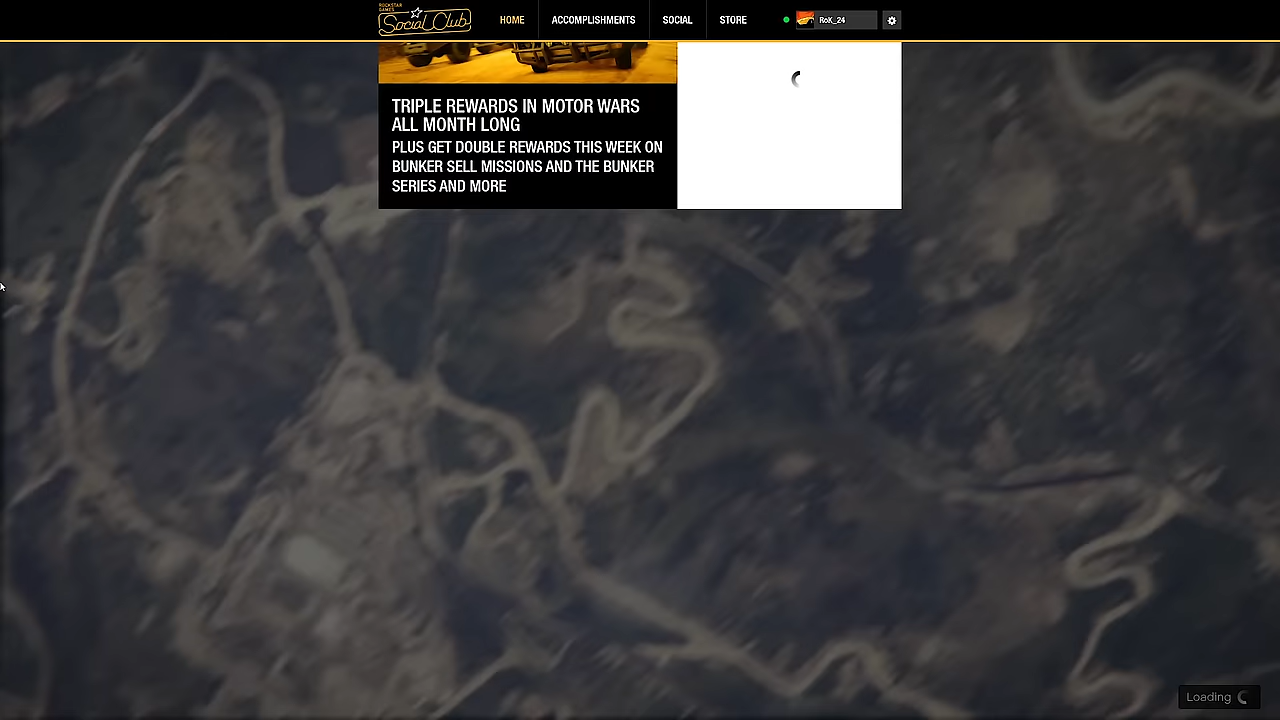 ROCKSTAR
GAMES
Social Club
HOME
ACCOMPLISHMENTS
SOCIAL
STORE
RoK_24
TRIPLE REWARDS IN MOTOR WARS
ALL MONTH LONG
PLUS GET DOUBLE REWARDS THIS WEEK ON
BUNKER SELL MISSIONS AND THE BUNKER
SERIES AND MORE
Loading